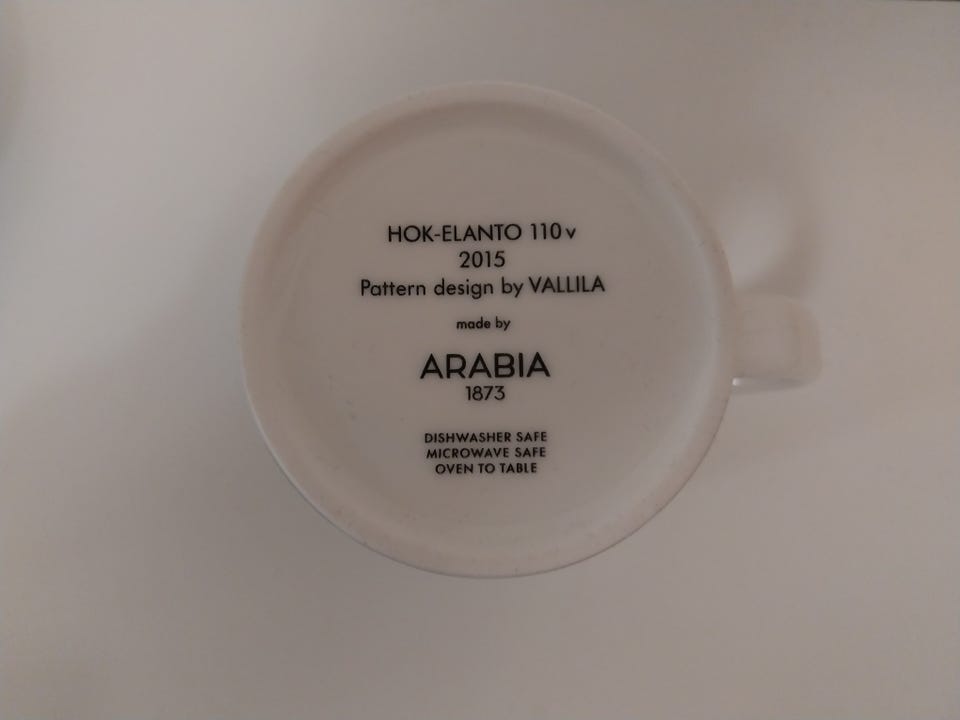 HOK-ELANTO 110 v
2015
Pattern design by VALLILA
made by
ARABIA
1873
DISHWASHER SAFE
MICROWAVE SAFE
OVEN TO TABLE